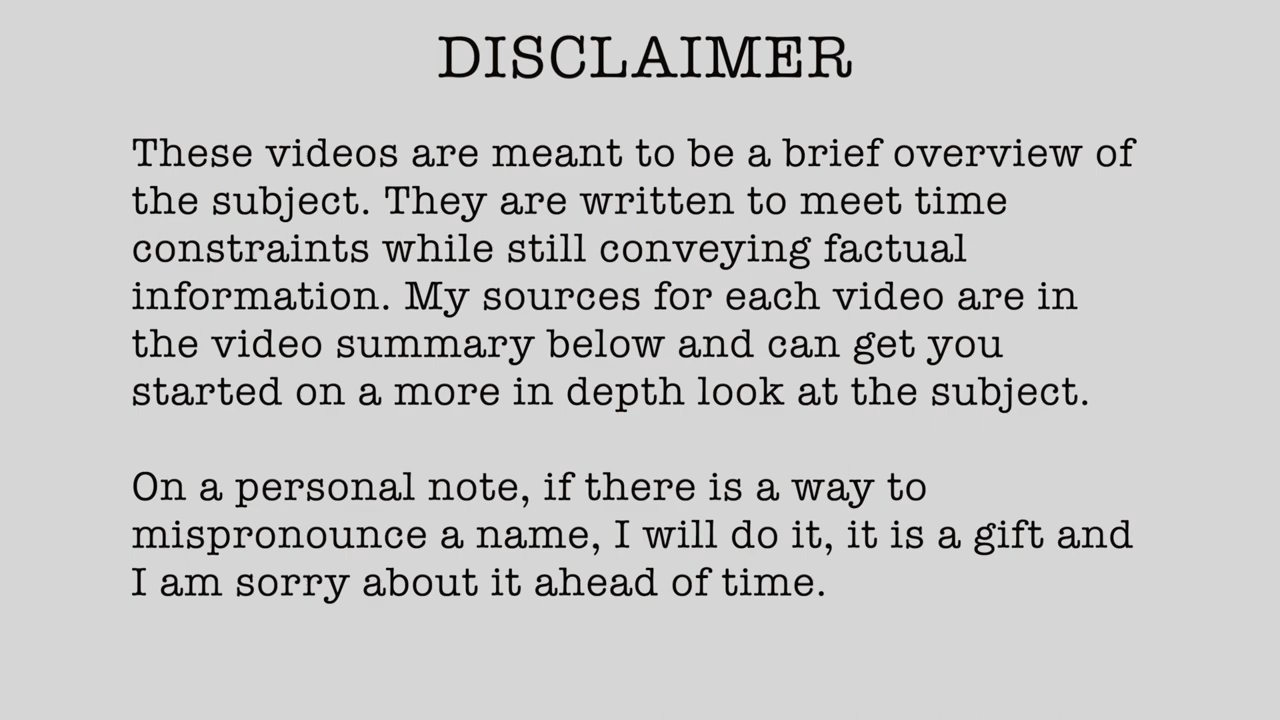 DISCLAIMER
These videos are meant to be a brief overview of
the subject. They are written to meet time
constraints while still conveying factual
information. My sources for each video are in
the video summary below and can get you
started on a more in depth look at the subject.
On a personal note, if there is a way to
mispronounce a name, I will do it, it is a gift and
I am sorry about it ahead of time.